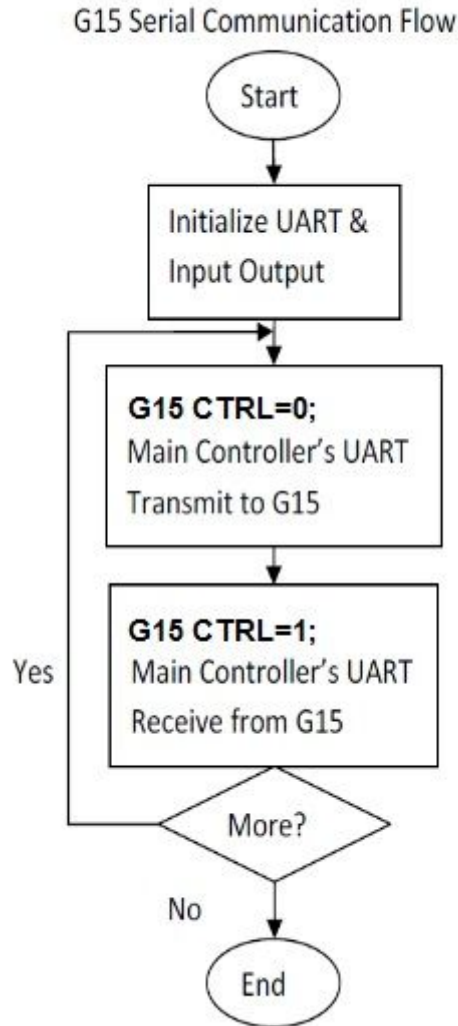 G15 Serial Communication Flow
Start
Initialize UART &
Input Output
G15 CTRL=0;
Main Controller's UART
Transmit to G15
G15 CTRL=1;
Main Controller's UART
Receive from G15
Yes
More?
No
End